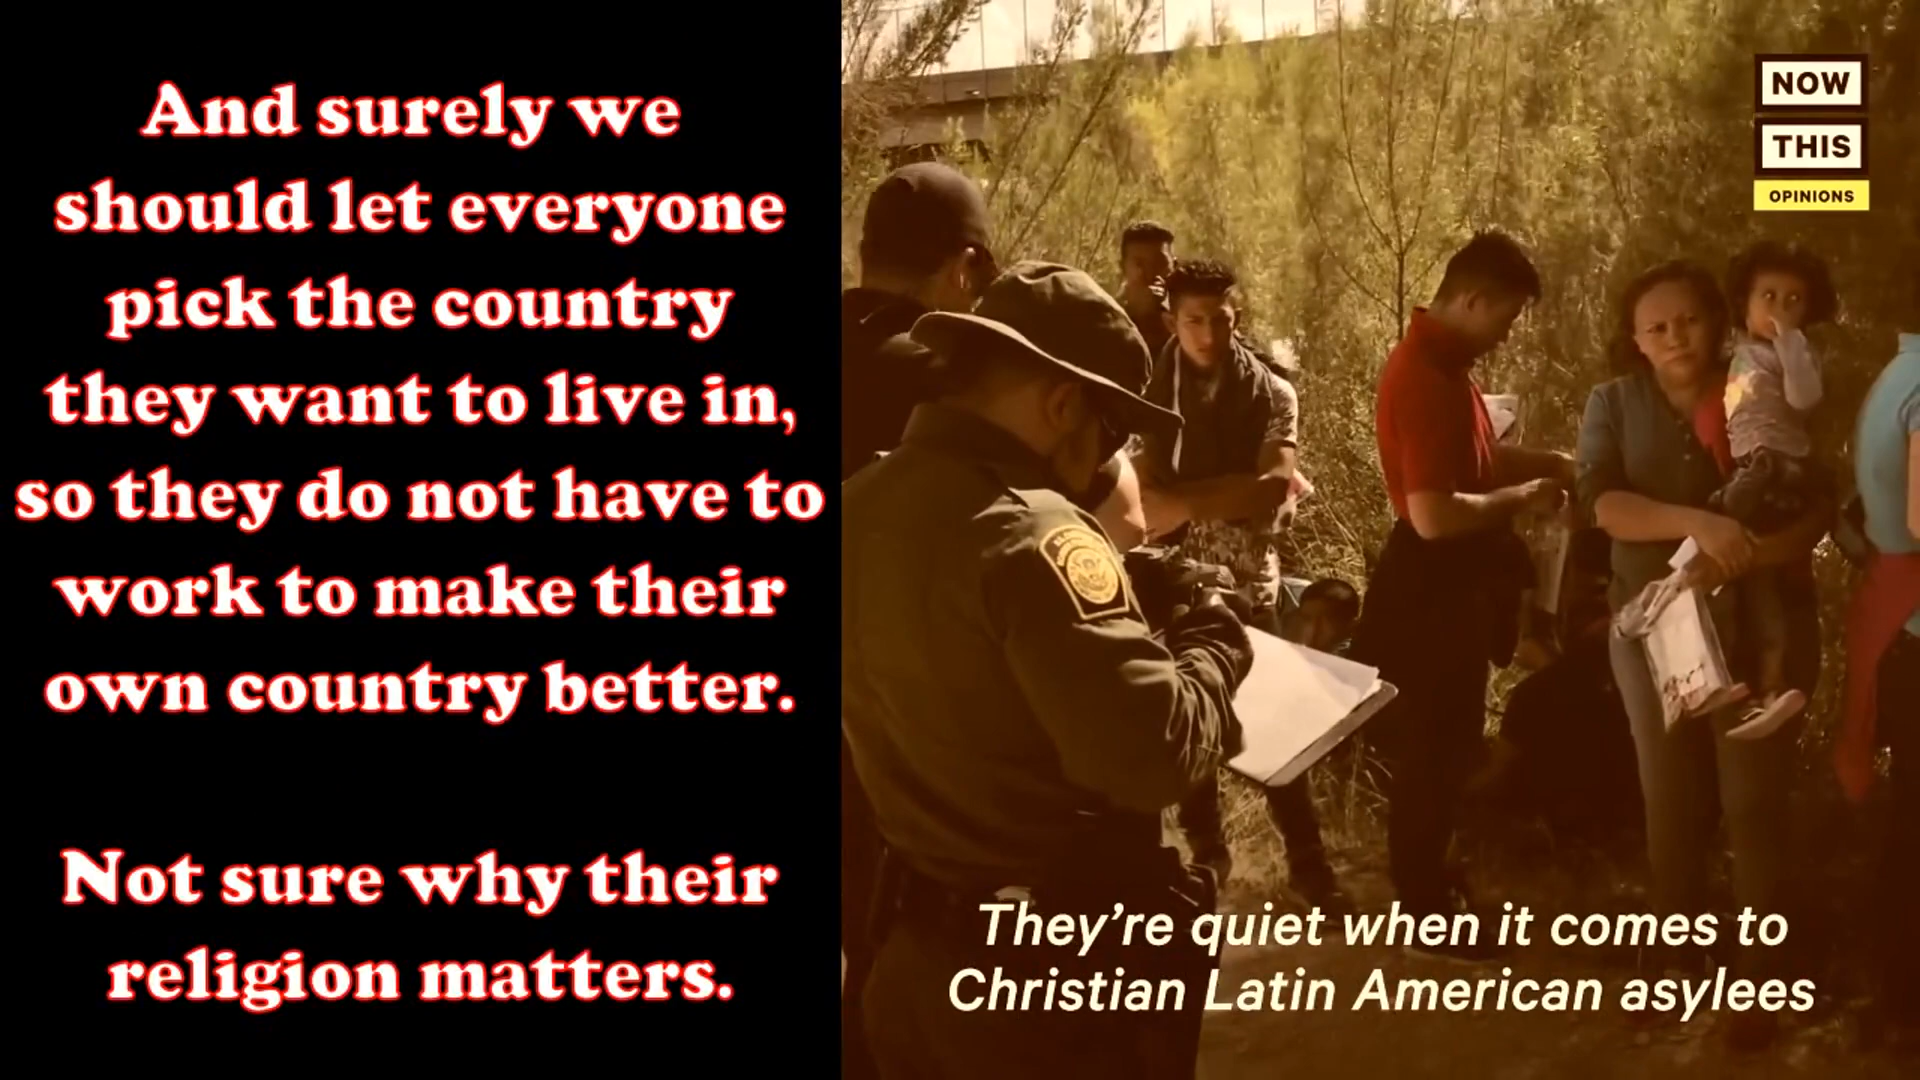 And surely we
should let everyone
pick the country
they want to live in,
so they do not have to
work to make their
own country better.
Not sure why their
religion matters.
NOW
THIS
OPINIONS
They're quiet when it comes to
Christian Latin American asylees